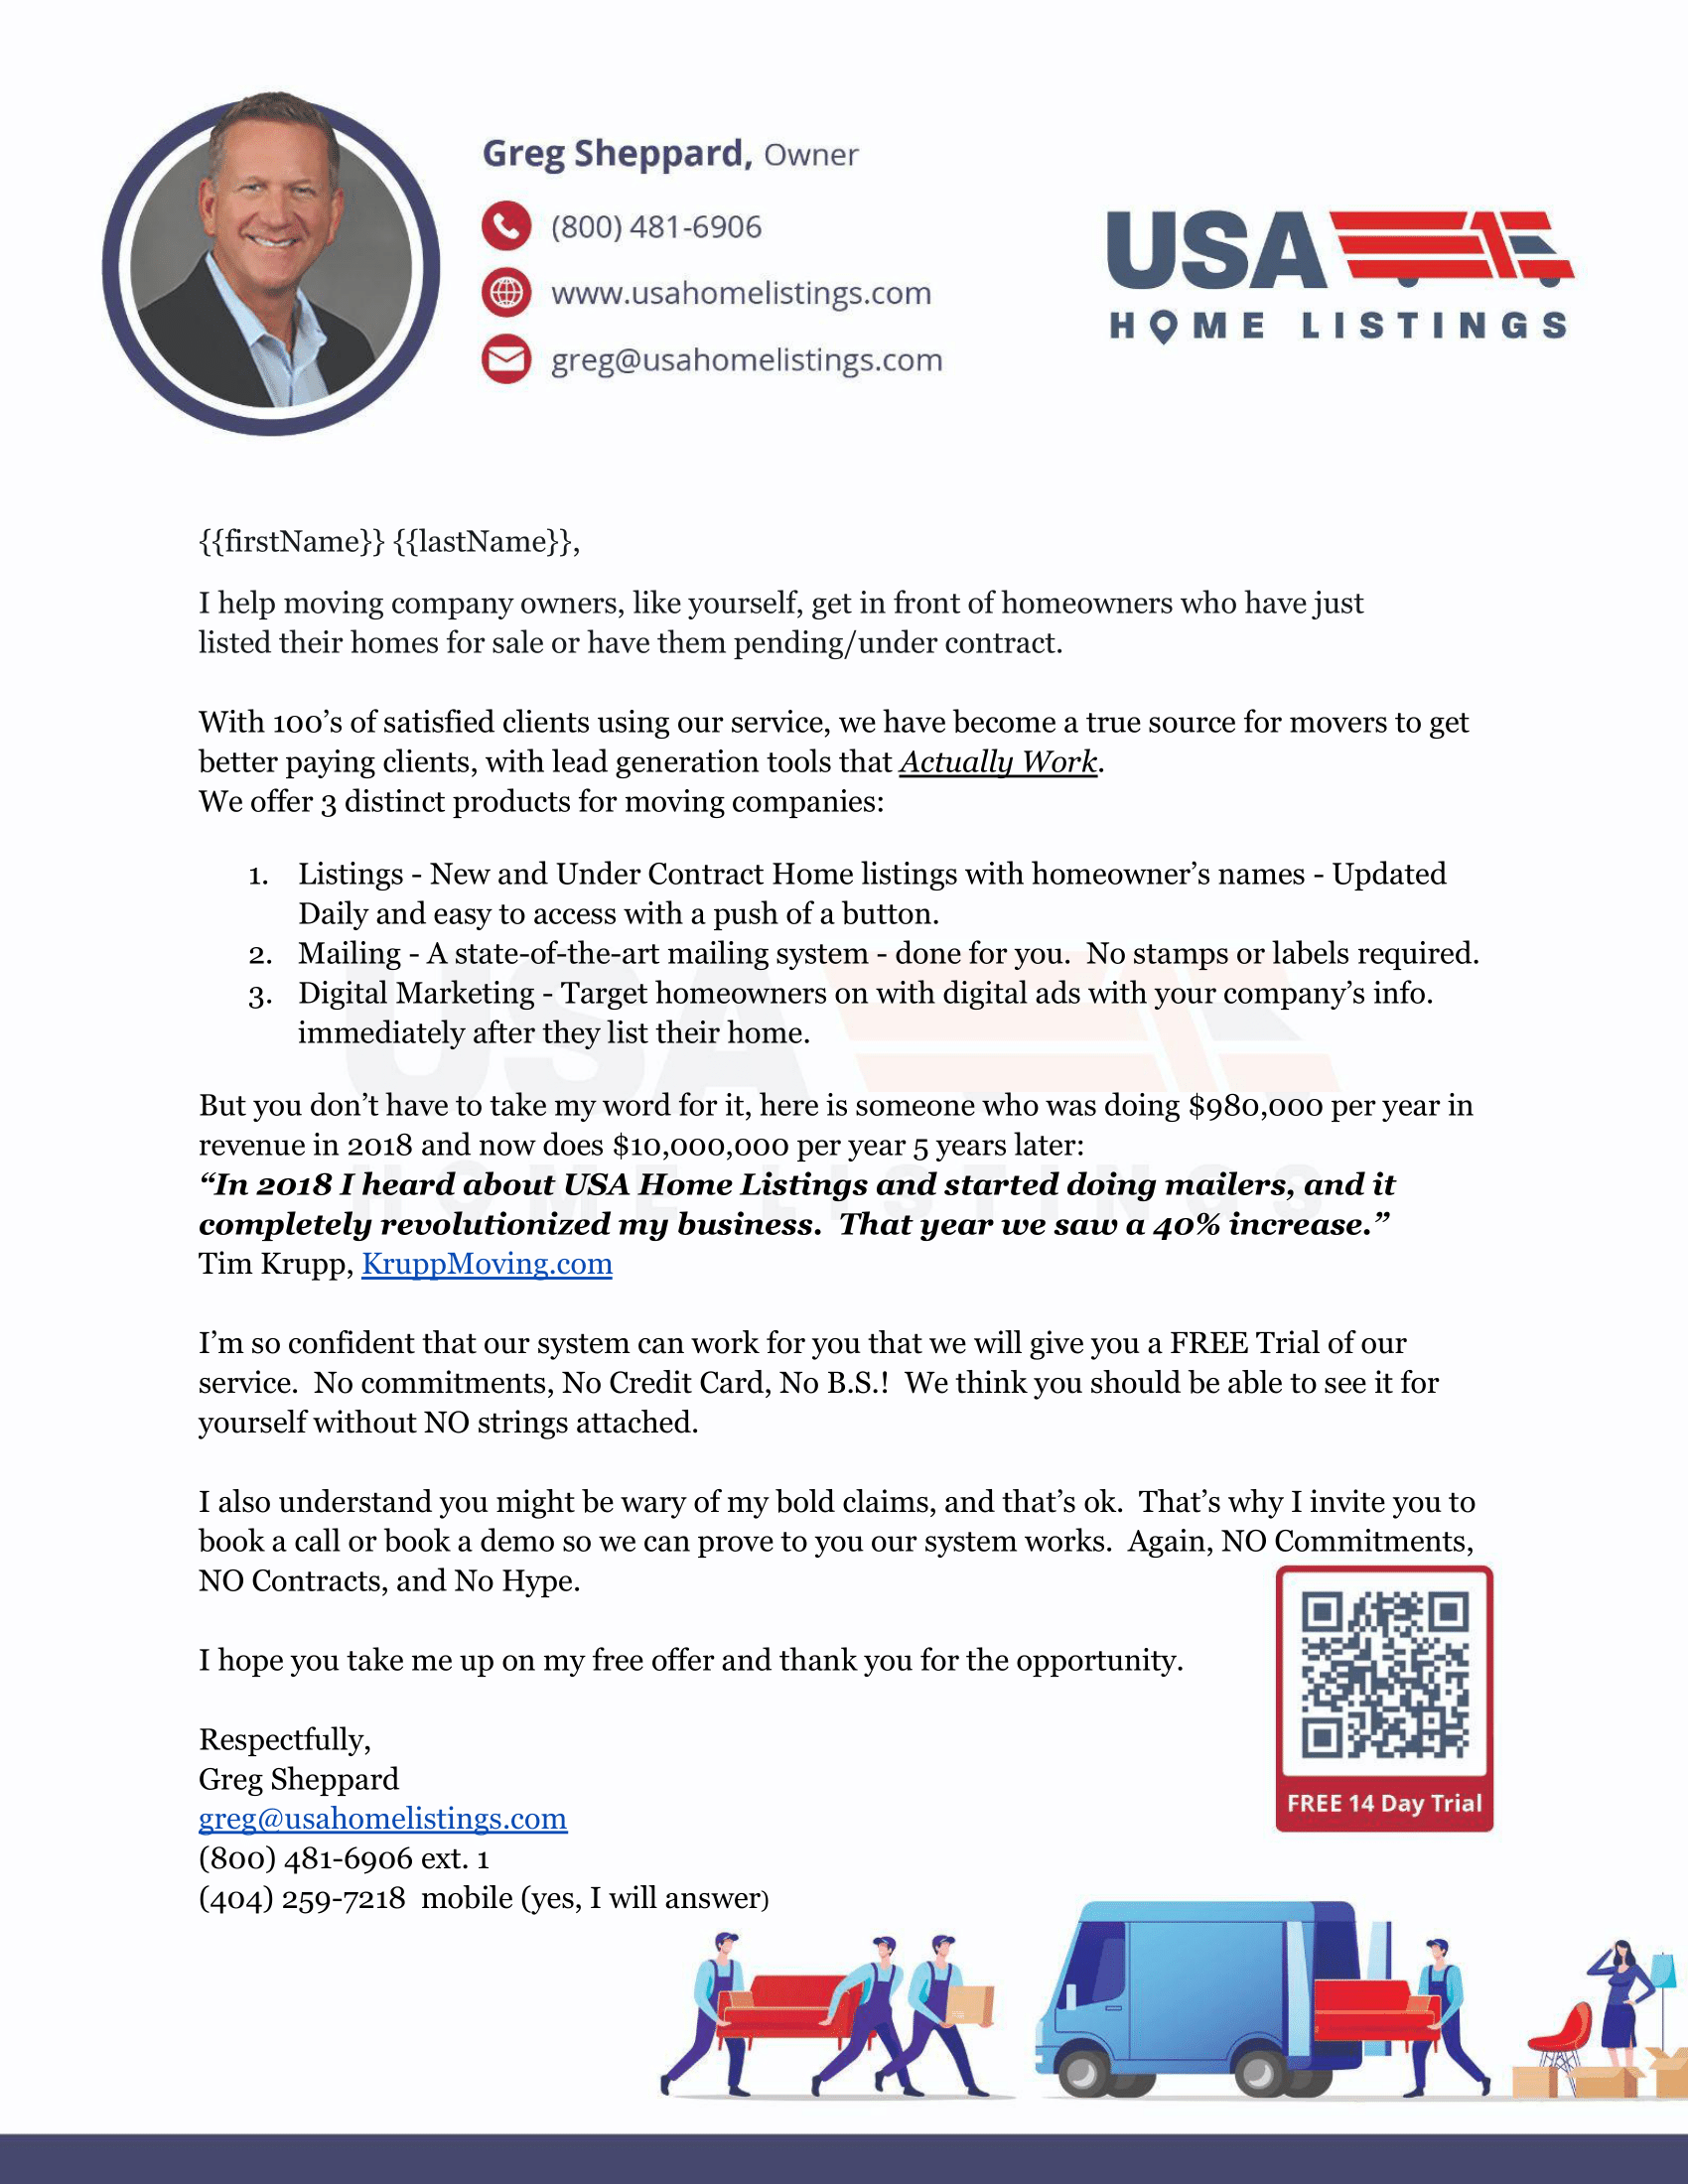 Greg Sheppard, Owner
(800) 481-6906
www.usahomelistings.com
greg@usahomelistings.com
USA
HOME LISTINGS
{{firstName}} {{lastName}},
I help moving company owners, like yourself, get in front of homeowners who have just
listed their homes for sale or have them pending/under contract.
With 100’s of satisfied clients using our service, we have become a true source for movers to get
better paying clients, with lead generation tools that Actually Work.
We offer 3 distinct products for moving companies:
1. Listings - New and Under Contract Home listings with homeowner’s names - Updated
Daily and easy to access with a push of a button.
2. Mailing - A state-of-the-art mailing system - done for you.  No stamps or labels required.
3. Digital Marketing - Target homeowners on with digital ads with your company’s info.
immediately after they list their home.
USA
HOME LISTINGS
But you don’t have to take my word for it, here is someone who was doing $980,000 per year in
revenue in 2018 and now does $10,000,000 per year 5 years later:
“In 2018 I heard about USA Home Listings and started doing mailers, and it
completely revolutionized my business.  That year we saw a 40% increase.”
Tim Krupp, KruppMoving.com
I’m so confident that our system can work for you that we will give you a FREE Trial of our
service.  No commitments, No Credit Card, No B.S.!  We think you should be able to see it for
yourself without NO strings attached.
I also understand you might be wary of my bold claims, and that’s ok.  That’s why I invite you to
book a call or book a demo so we can prove to you our system works.  Again, NO Commitments,
NO Contracts, and No Hype.
I hope you take me up on my free offer and thank you for the opportunity.
Respectfully,
Greg Sheppard
greg@usahomelistings.com
(800) 481-6906 ext. 1
(404) 259-7218  mobile (yes, I will answer)
FREE 14 Day Trial